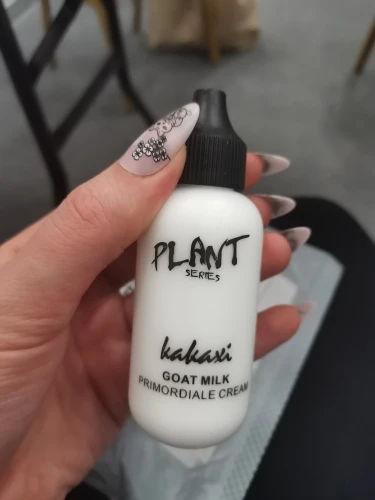 PLANT
SERIES
kakaxi
GOAT MILK
PRIMORDIALE CREAM